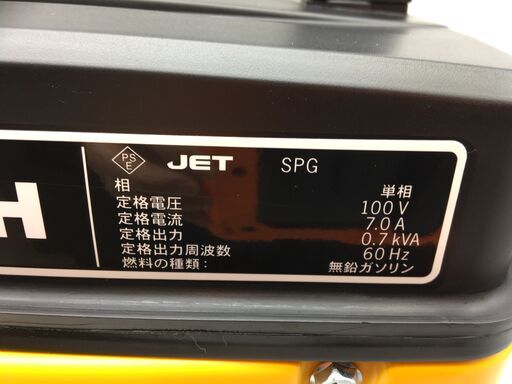 PS E JET SPG
相 単相
定格電圧 100 V
定格電流 7.0 A
定格出力 0.7 kVA
定格出力周波数 60 Hz
燃料の種類: 無鉛ガソリン
H